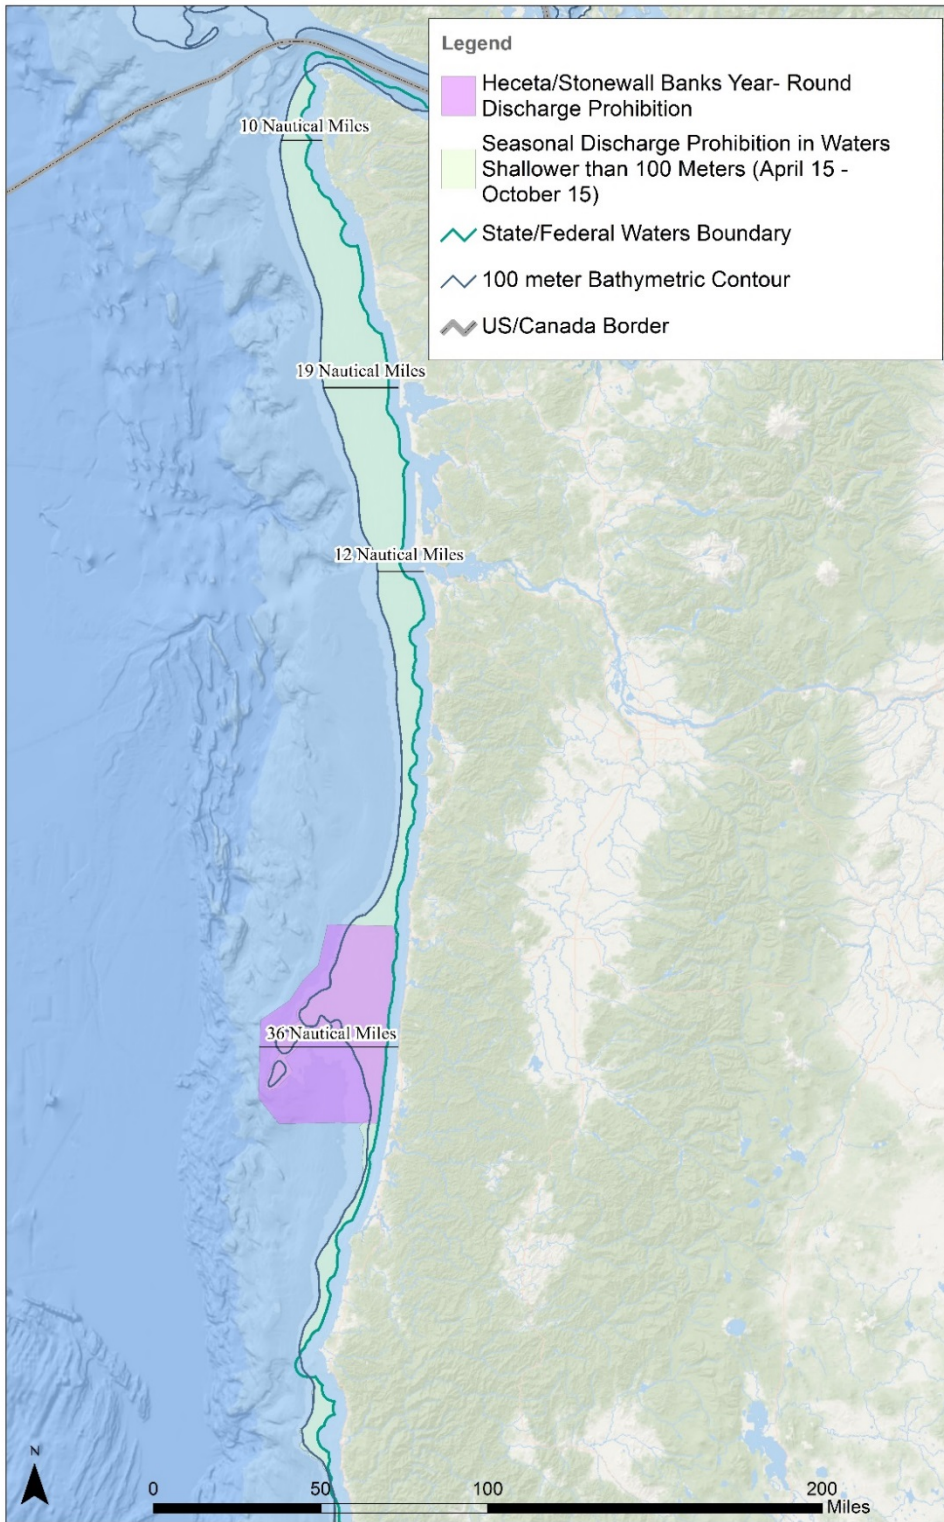 Legend
Heceta/Stonewall Banks Year- Round
Discharge Prohibition
Seasonal Discharge Prohibition in Waters
Shallower than 100 Meters (April 15 -
October 15)
State/Federal Waters Boundary
100 meter Bathymetric Contour
US/Canada Border
10 Nautical Miles
19 Nautical Miles
12 Nautical Miles
36 Nautical Miles
N
0 50 100 200
Miles